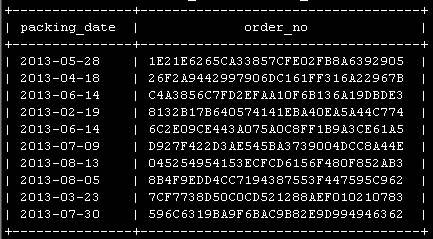 packing_date | order_no
2013-05-28 | 1E21E6265CA33857CFE02FB8A6392905
2013-04-18 | 26F2A9442997906DC161FF316A22967B
2013-06-14 | C4A3856C7FD2EFAA10F6B136A19DBDE3
2013-02-19 | 8132B17B640574141EBA40EA5A44C774
2013-06-14 | 6C2E09CE443A075A0C8FF1B9A3CE61A5
2013-07-09 | D927F422D3AE545BA3739004DCC8A44E
2013-08-13 | 045254954153ECFCD6156F480F852AB3
2013-08-05 | 8B4F9EDD4CC7194387553F447595C962
2013-03-23 | 7CF7738D50C0CD521288AEF010210783
2013-07-30 | 596C6319BA9F6BAC9B82E9D994946362